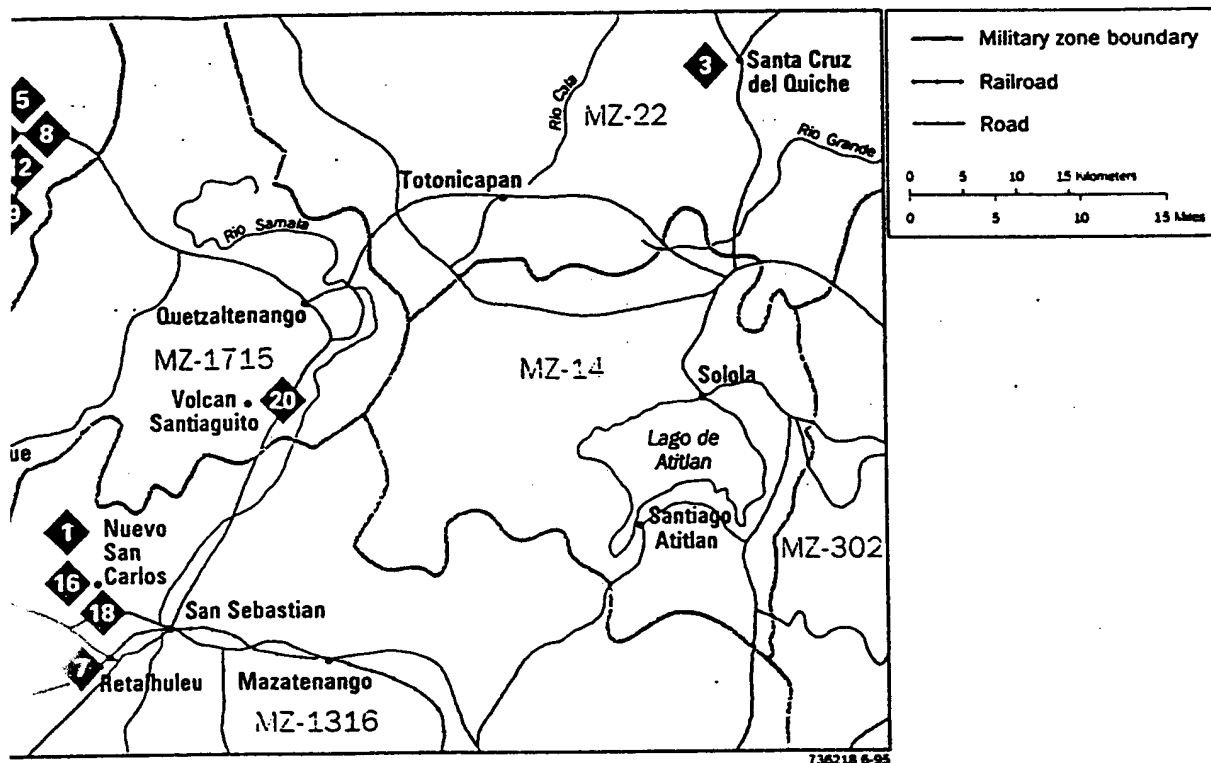 5
8
2
9
3
Santa Cruz
del Quiche
Rio Cala
MZ-22
Rio Grande
Totonicapan
Rio Samala
Quetzaltenango
MZ-1715
Volcan
Santiaguito
20
MZ-14
Solola
Lago de
Atitlan
Santiago
Atitlan
MZ-302
ue
1
Nuevo
San
Carlos
16
18
San Sebastian
7
Retalhuleu
Mazatenango
MZ-1316
Military zone boundary
Railroad
Road
0 5 10 15 Kilometers
0 5 10 15 Miles
736218 6-95